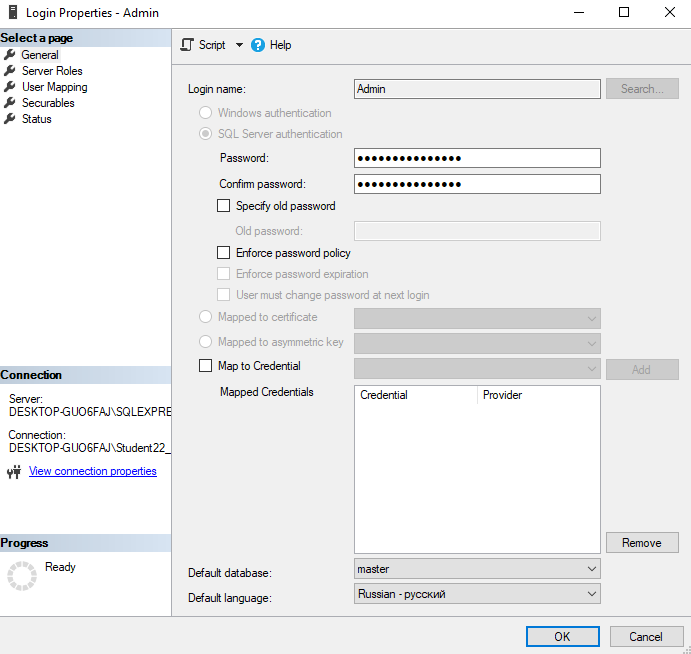 Login Properties - Admin
Select a page
General
Server Roles
User Mapping
Securables
Status
Script
Help
Login name:
Admin
Search...
Windows authentication
SQL Server authentication
Password:
●●●●●●●●●●●●●●●
Confirm password:
●●●●●●●●●●●●●●●
Specify old password
Old password:
Enforce password policy
Enforce password expiration
User must change password at next login
Mapped to certificate
Mapped to asymmetric key
Map to Credential
Add
Mapped Credentials
Credential Provider
Remove
Default database:
master
Default language:
Russian - русский
Connection
Server:
DESKTOP-GUO6FAJ\SQLEXPRE
Connection:
DESKTOP-GUO6FAJ\Student22_
View connection properties
Progress
Ready
OK
Cancel